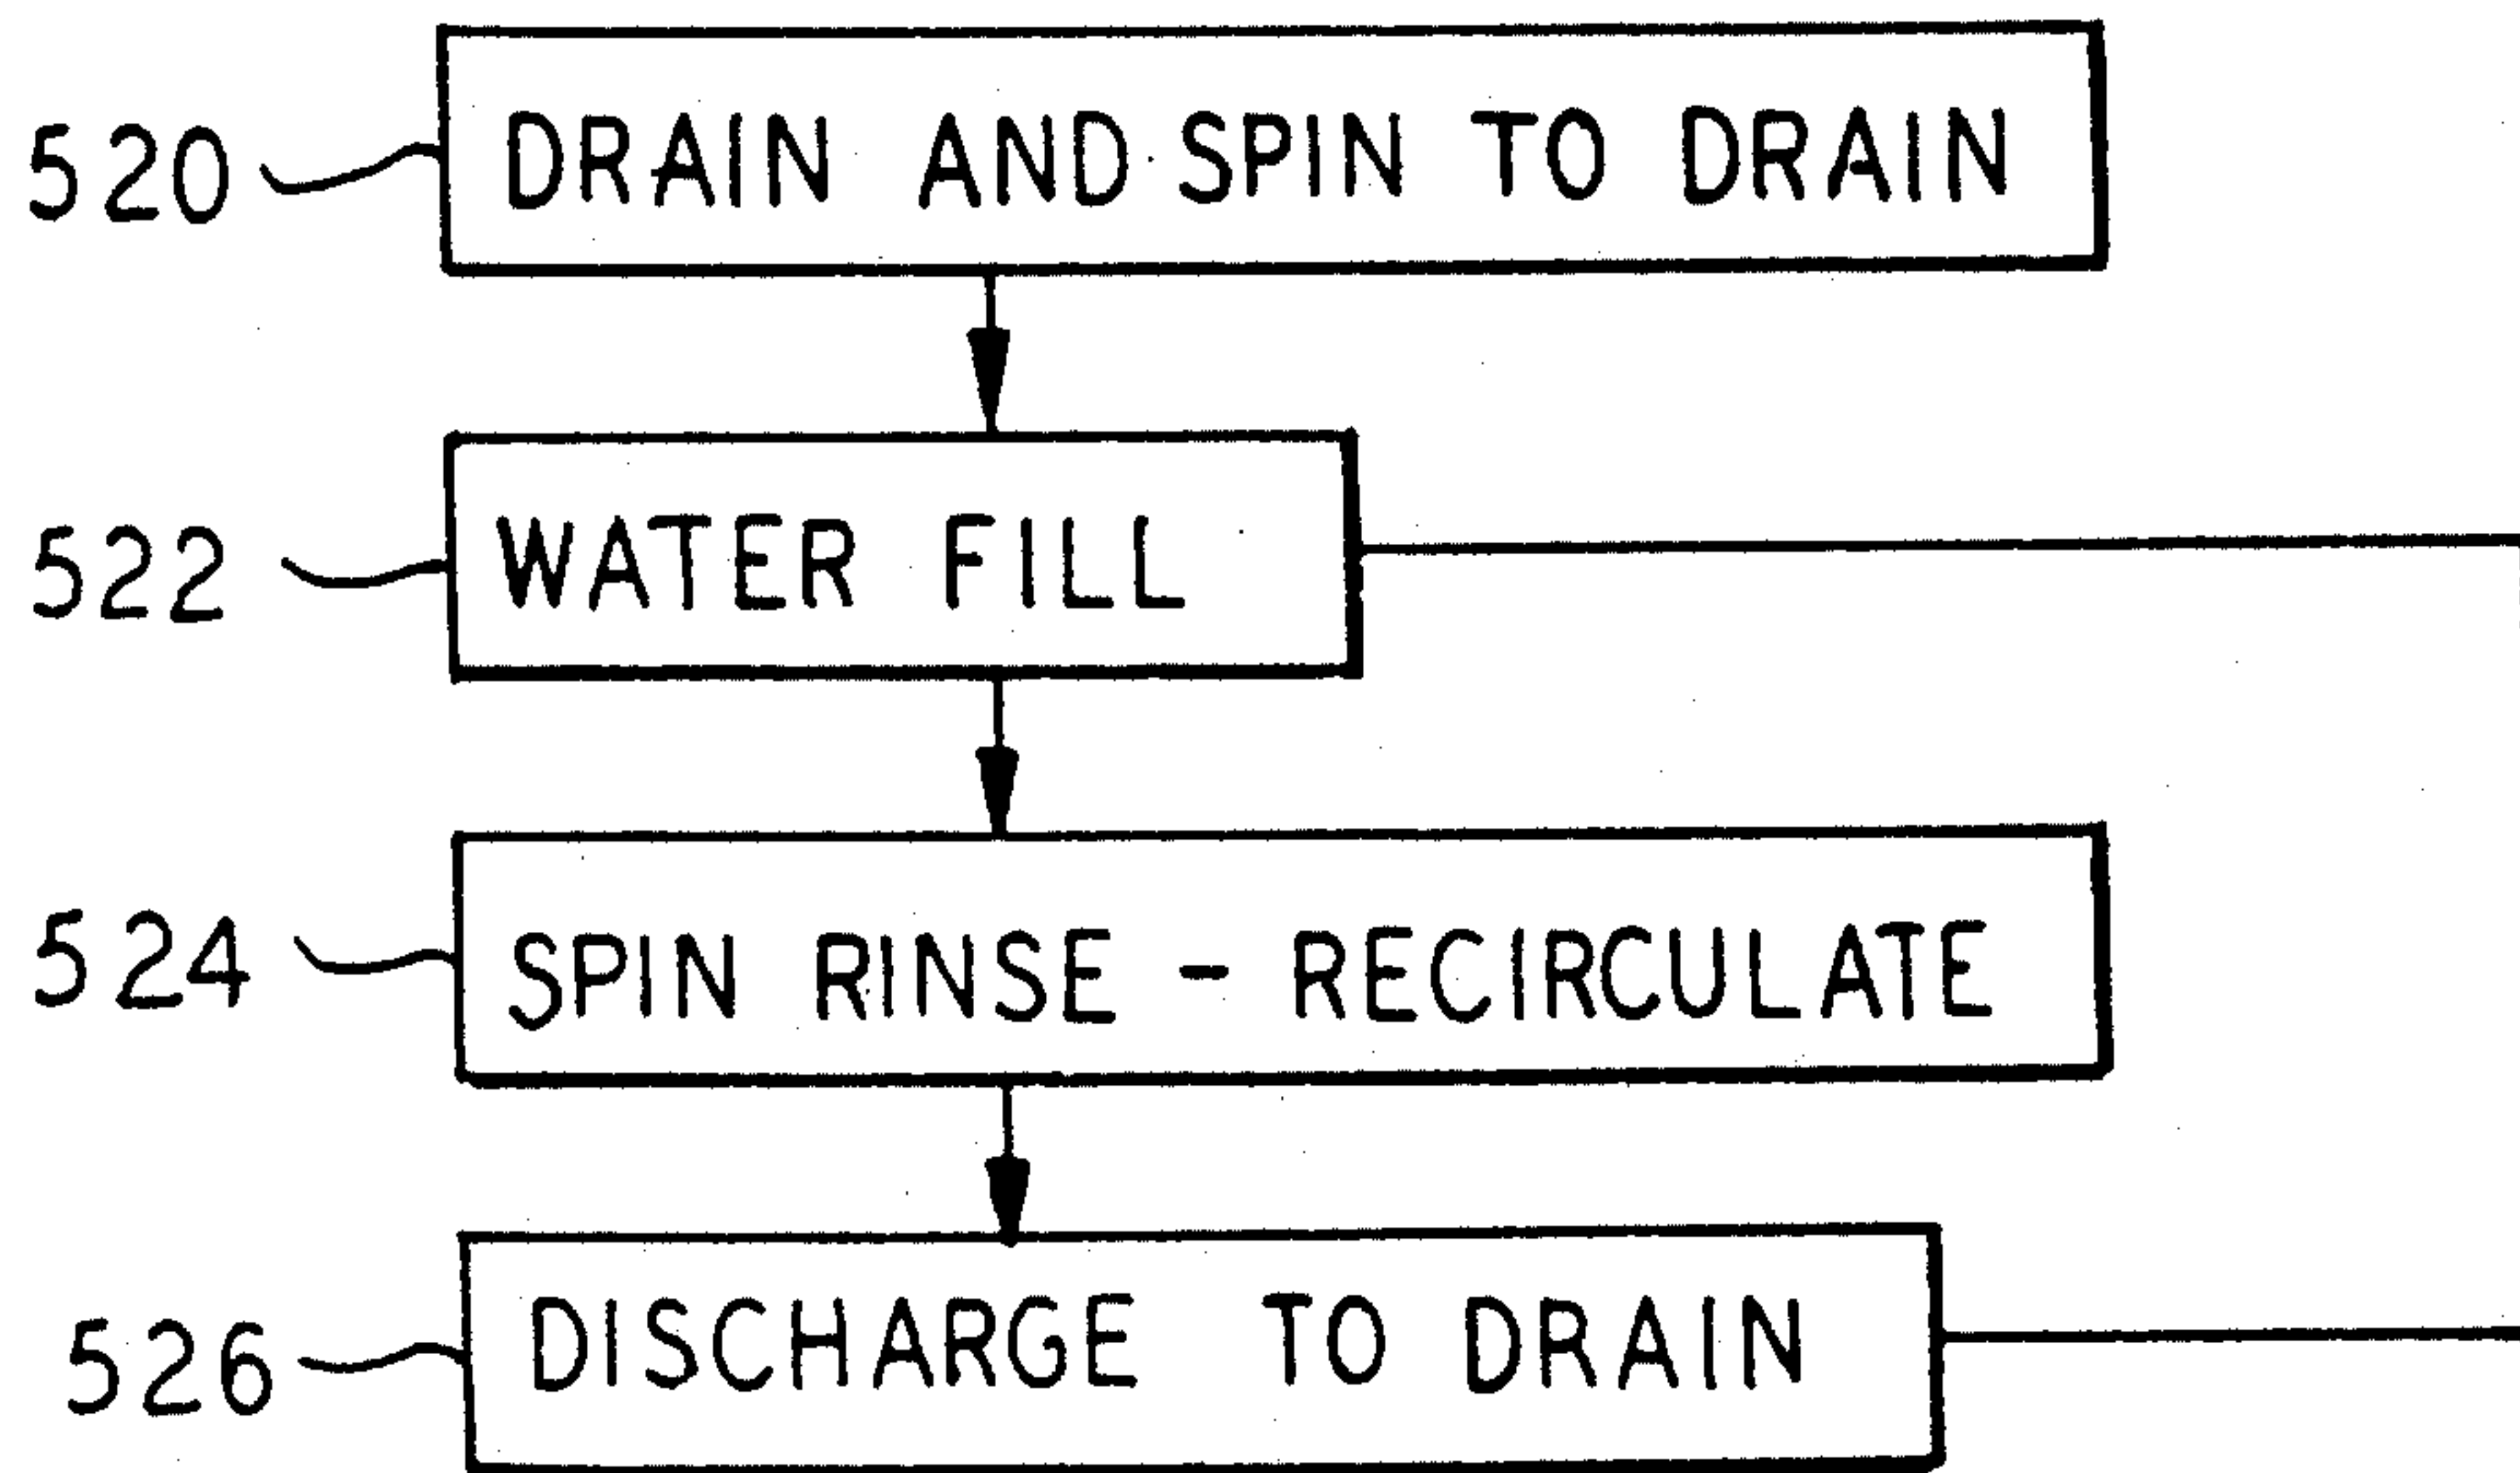 520 DRAIN AND SPIN TO DRAIN
522 WATER FILL
524 SPIN RINSE - RECIRCULATE
526 DISCHARGE TO DRAIN